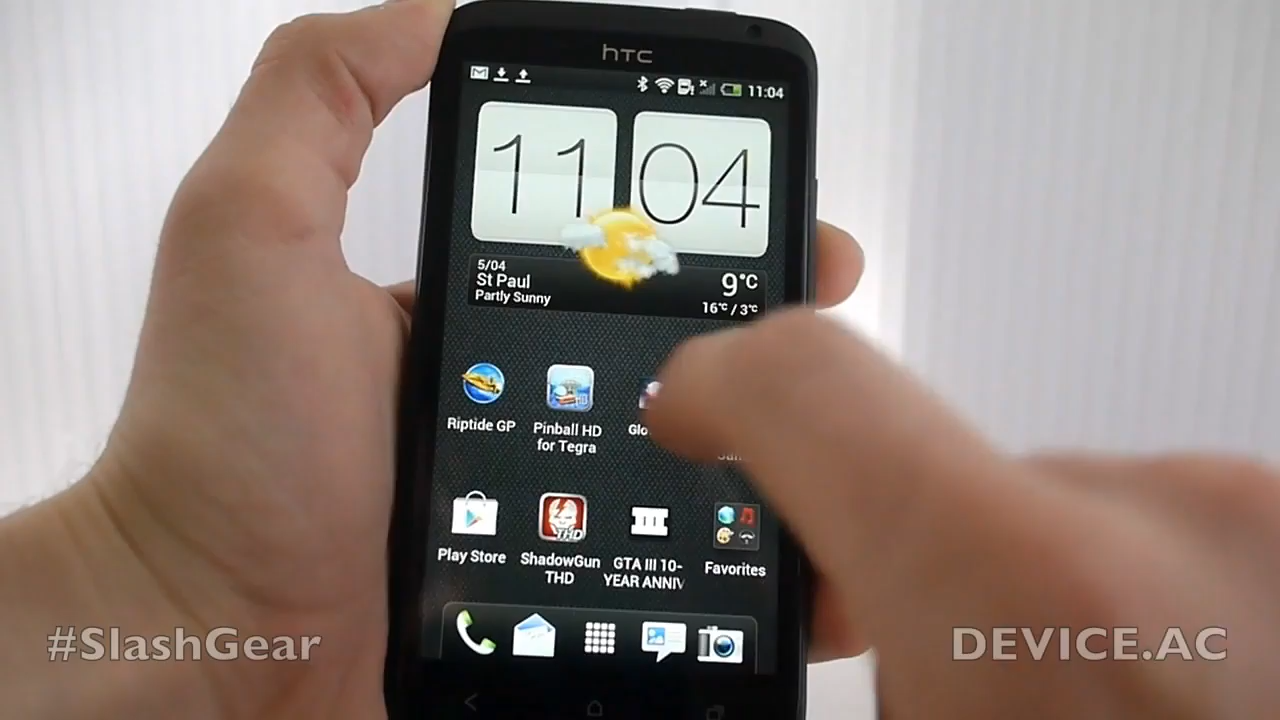 hTC
11:04
11 04
5/04
St Paul
Partly Sunny
9°C
16°C / 3°C
Riptide GP
Pinball HD
for Tegra
Play Store
ShadowGun
THD
THD
GTA III 10-
YEAR ANNIV
Favorites
#SlashGear
DEVICE.AC